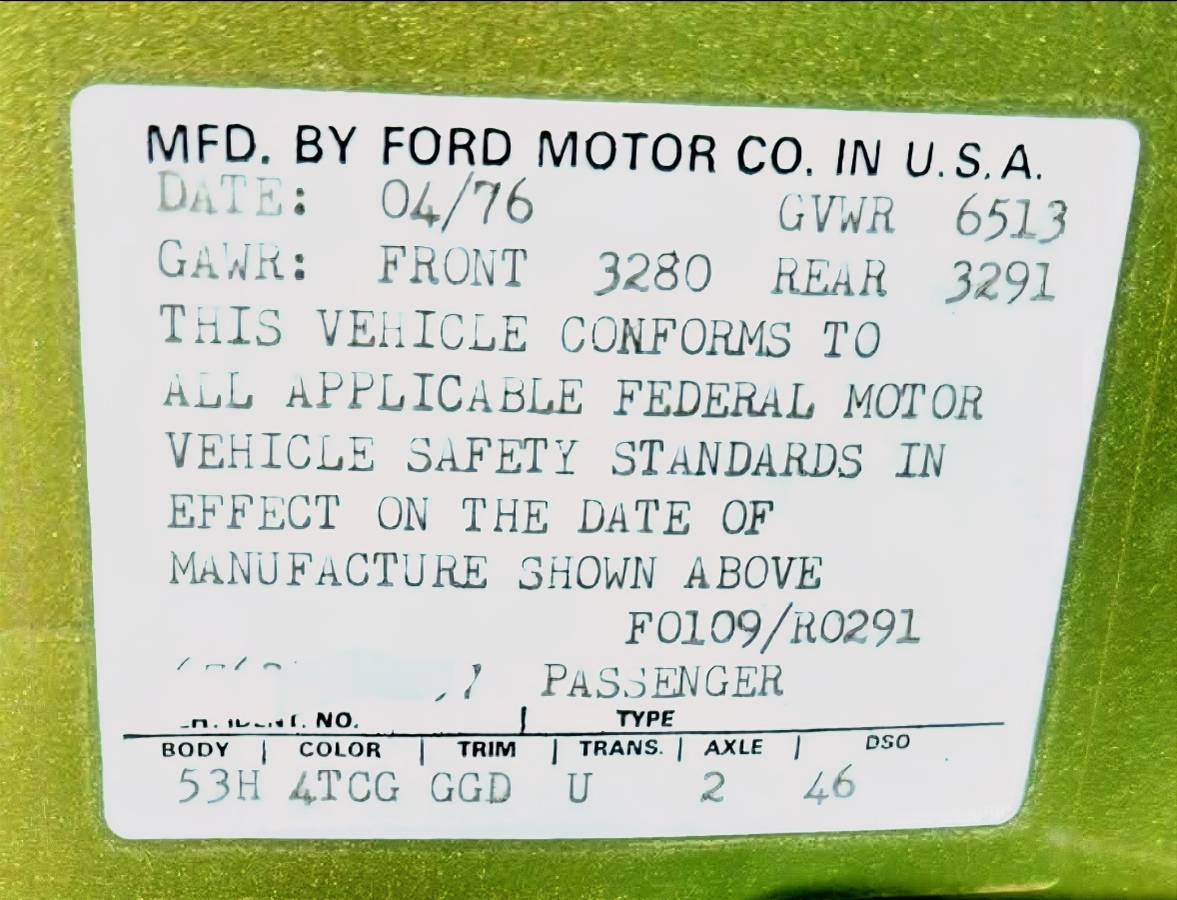 MFD. BY FORD MOTOR CO. IN U.S.A.
DATE: 04/76 GVWR 6513
GAWR: FRONT 3280 REAR 3291
THIS VEHICLE CONFORMS TO
ALL APPLICABLE FEDERAL MOTOR
VEHICLE SAFETY STANDARDS IN
EFFECT ON THE DATE OF
MANUFACTURE SHOWN ABOVE
F0109/R0291
PASSENGER
NO. | TYPE
BODY | COLOR | TRIM | TRANS. | AXLE | DSO
53H 4TCG GGD U 2 46